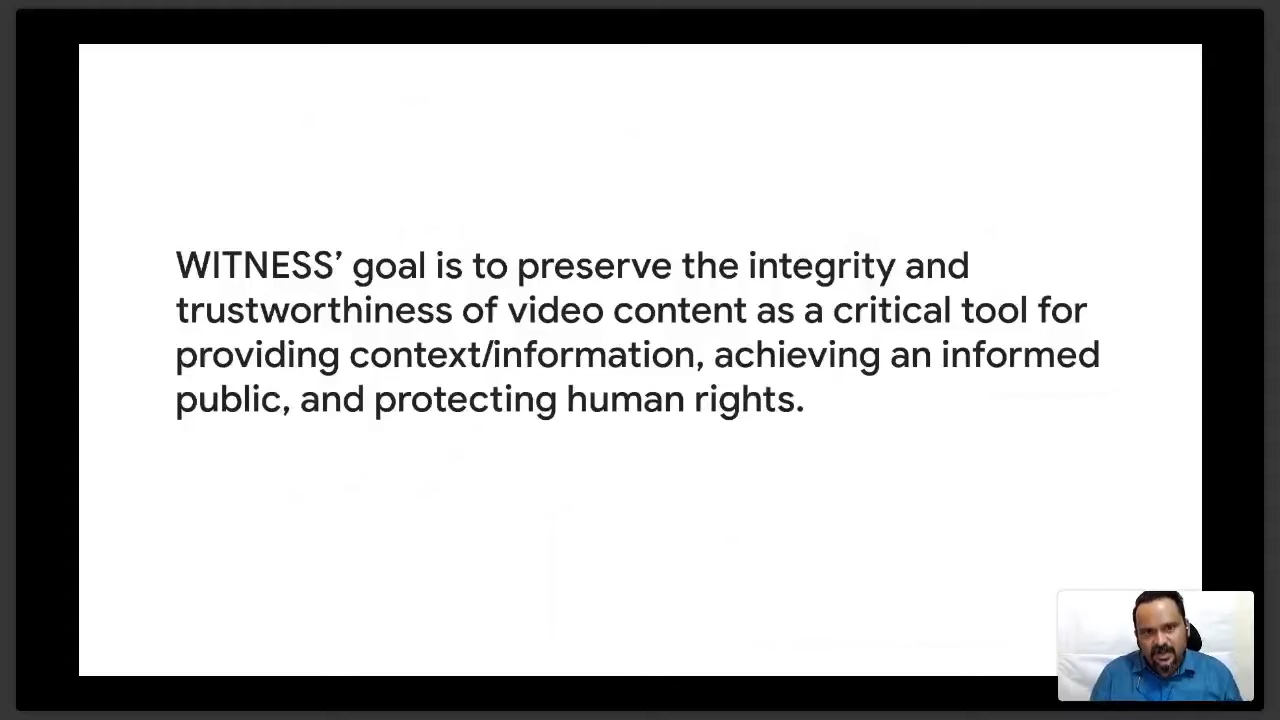 WITNESS’ goal is to preserve the integrity and
trustworthiness of video content as a critical tool for
providing context/information, achieving an informed
public, and protecting human rights.